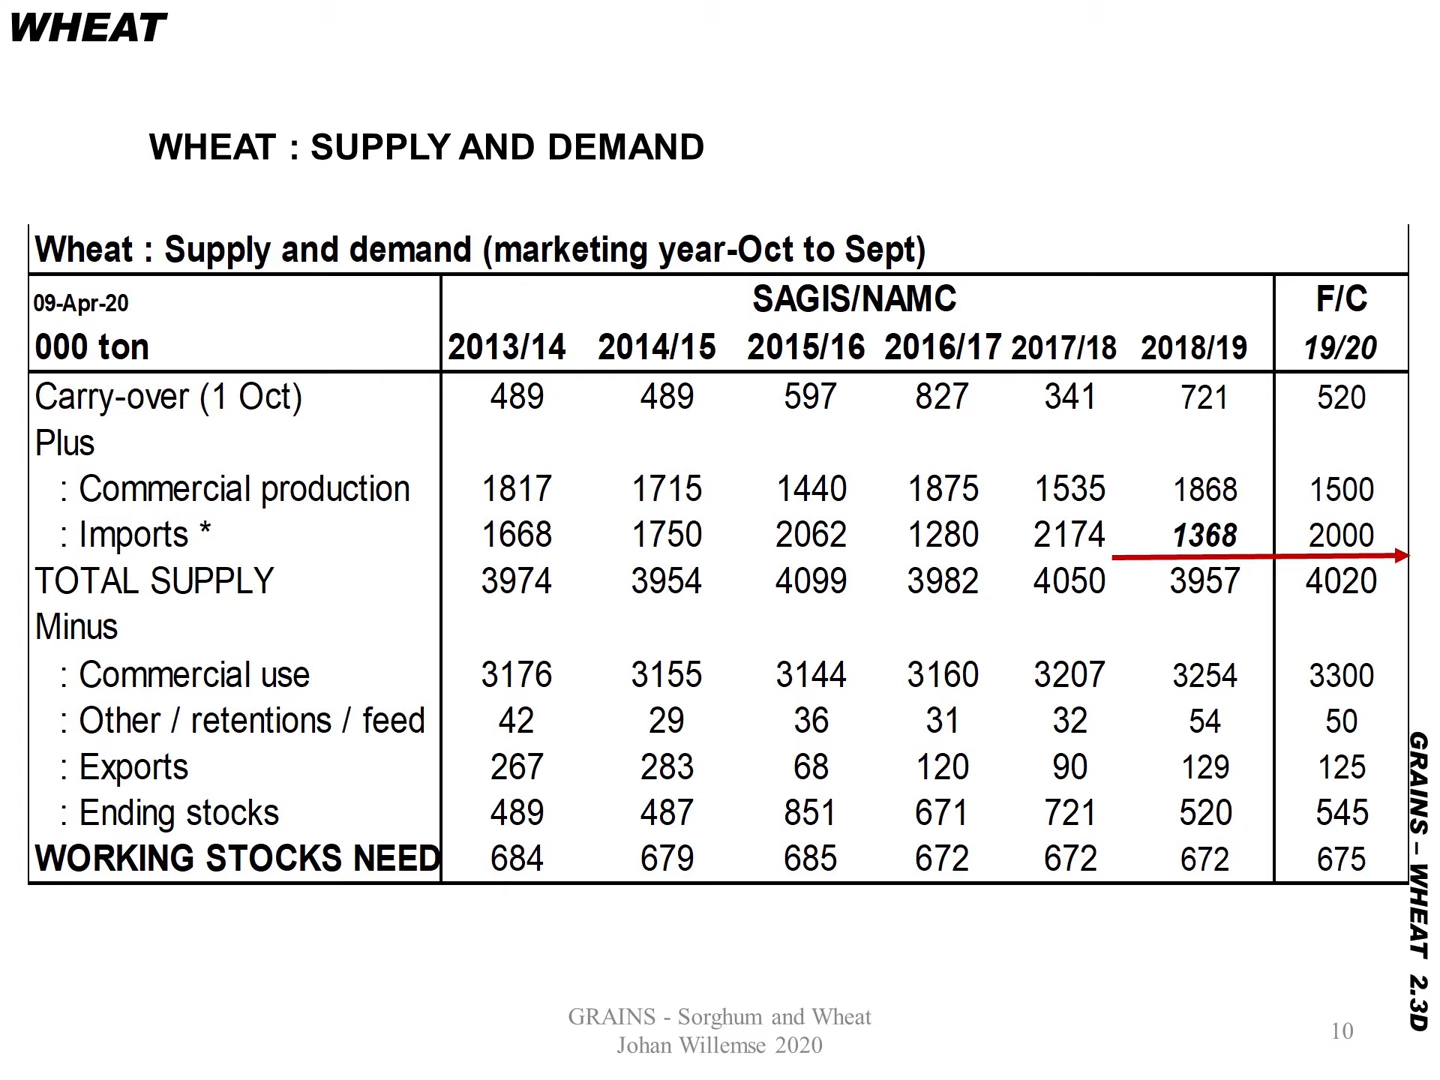 WHEAT
WHEAT : SUPPLY AND DEMAND
Wheat : Supply and demand (marketing year-Oct to Sept)
09-Apr-20 SAGIS/NAMC F/C
000 ton 2013/14 2014/15 2015/16 2016/17 2017/18 2018/19 19/20
Carry-over (1 Oct) 489 489 597 827 341 721 520
Plus
: Commercial production 1817 1715 1440 1875 1535 1868 1500
: Imports * 1668 1750 2062 1280 2174 1368 2000
TOTAL SUPPLY 3974 3954 4099 3982 4050 3957 4020
Minus
: Commercial use 3176 3155 3144 3160 3207 3254 3300
: Other / retentions / feed 42 29 36 31 32 54 50
: Exports 267 283 68 120 90 129 125
: Ending stocks 489 487 851 671 721 520 545
WORKING STOCKS NEED 684 679 685 672 672 672 675
GRAINS – WHEAT 2.3D
GRAINS - Sorghum and Wheat
Johan Willemse 2020
10